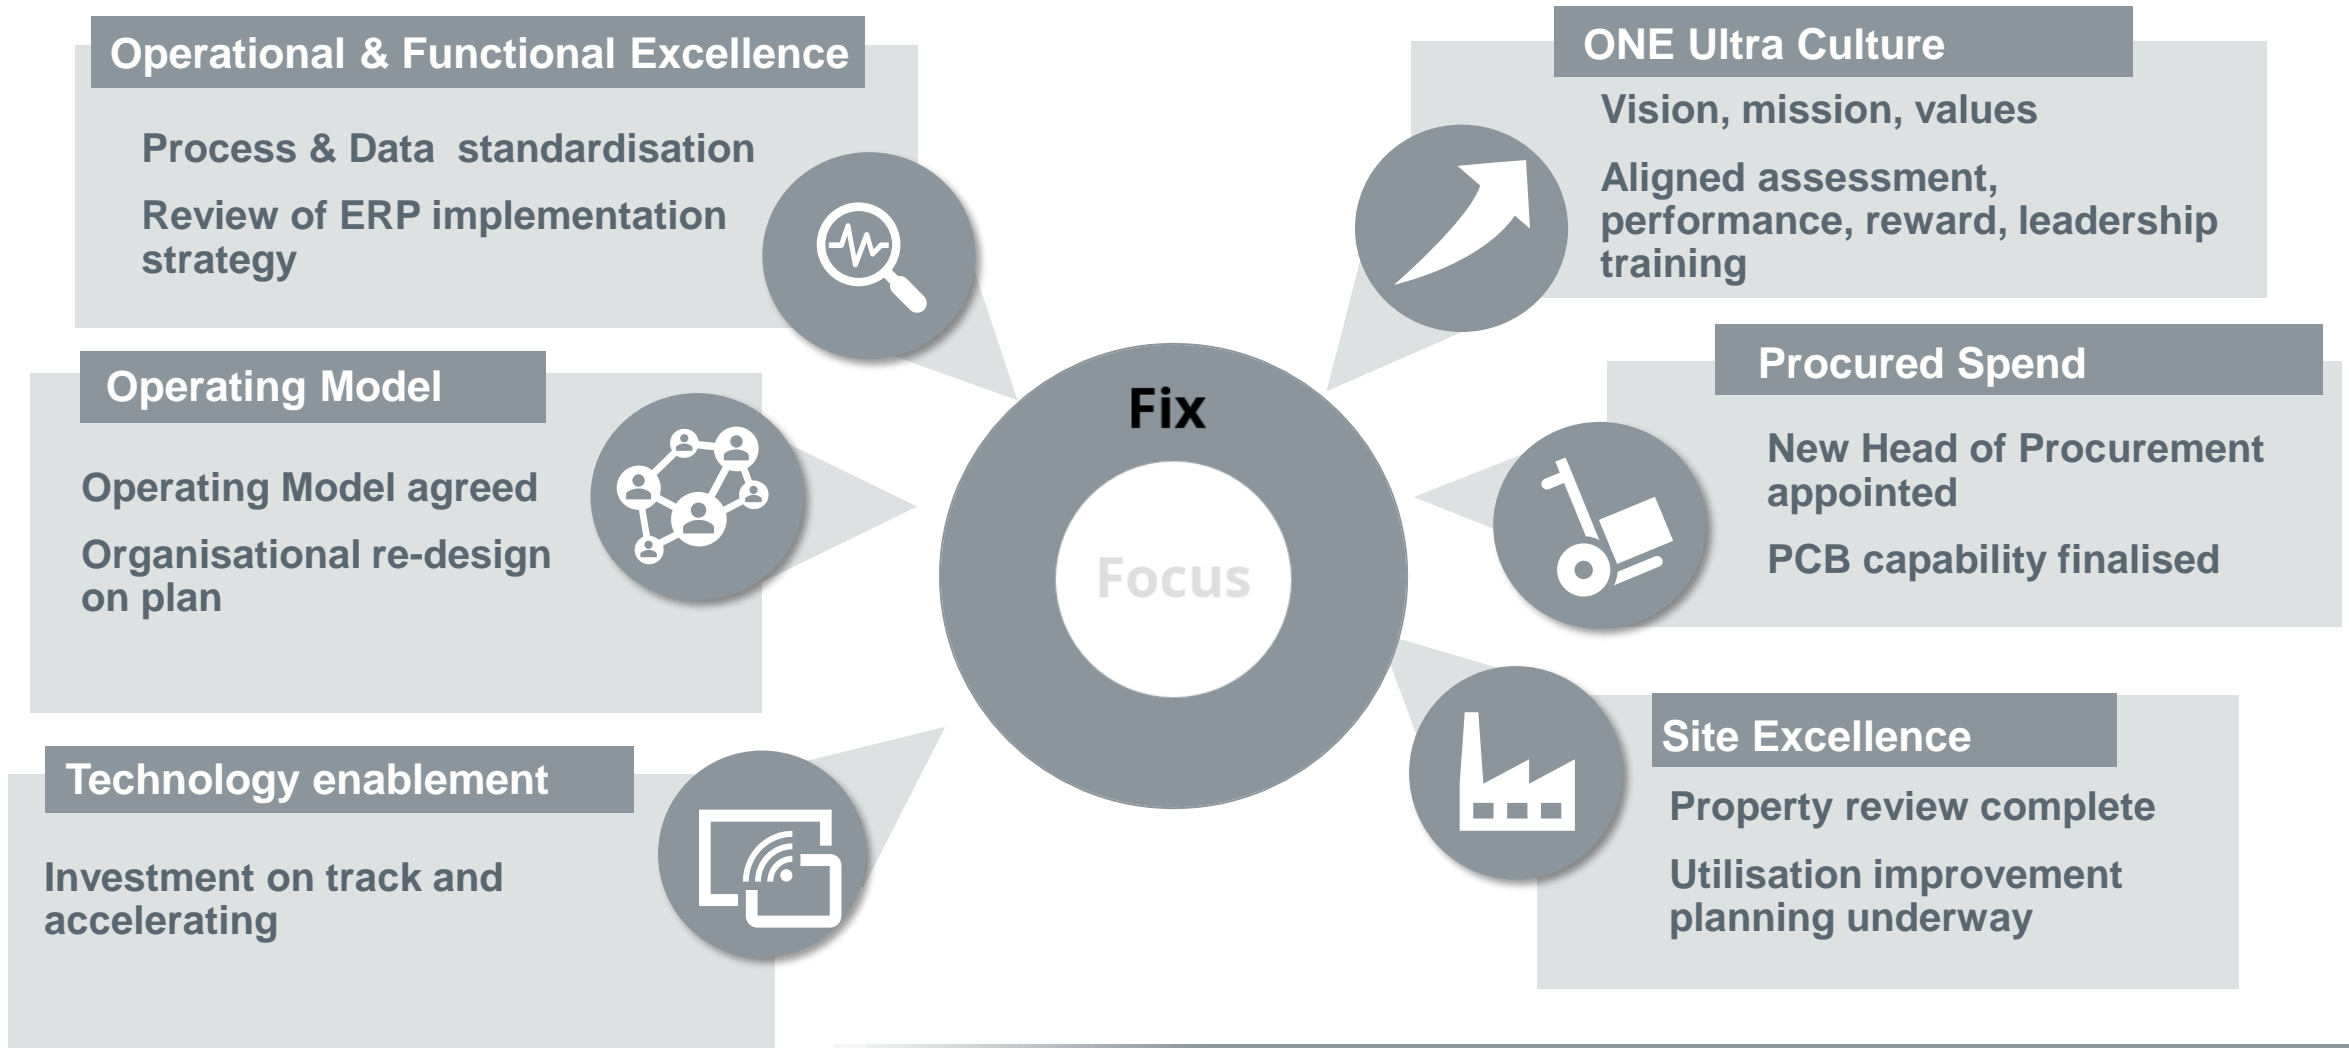 Operational & Functional Excellence
Process & Data  standardisation
Review of ERP implementation
strategy
Operating Model
Operating Model agreed
Organisational re-design
on plan
Technology enablement
Investment on track and
accelerating
Fix
Focus
ONE Ultra Culture
Vision, mission, values
Aligned assessment,
performance, reward, leadership
training
Procured Spend
New Head of Procurement
appointed
PCB capability finalised
Site Excellence
Property review complete
Utilisation improvement
planning underway